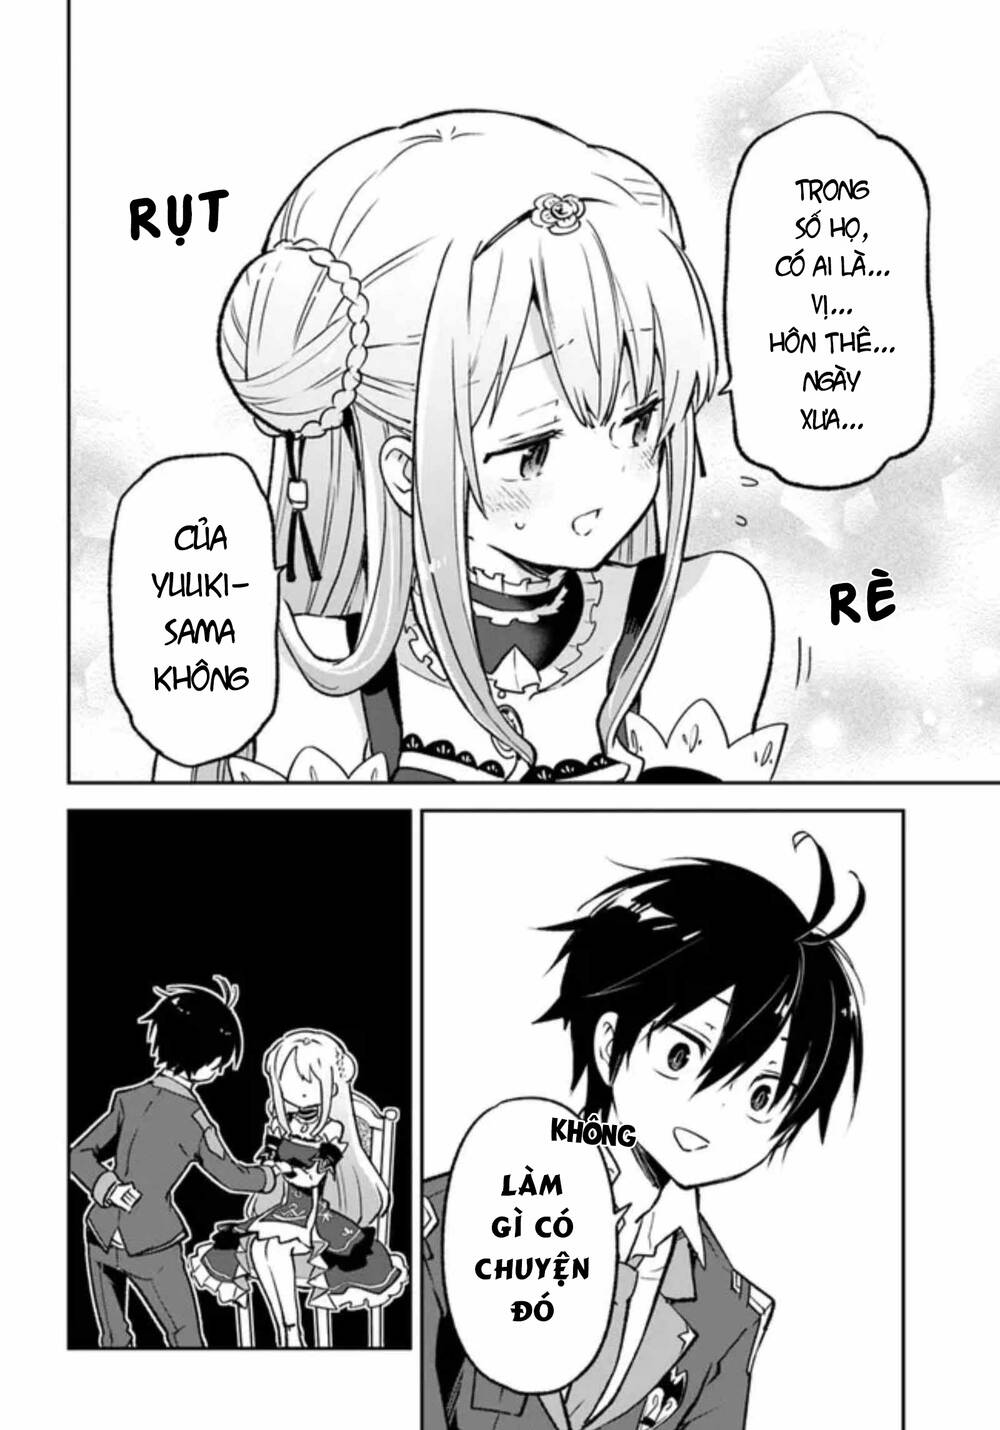 TRONG
SỐ HỌ,
CÓ AI LÀ...
VỊ...
HÔN THÊ...
NGÀY
XƯA...
RỤT
RÈ
CỦA
YUUKI-
SAMA
KHÔNG
KHÔNG
LÀM
GÌ CÓ
CHUYỆN
ĐÓ